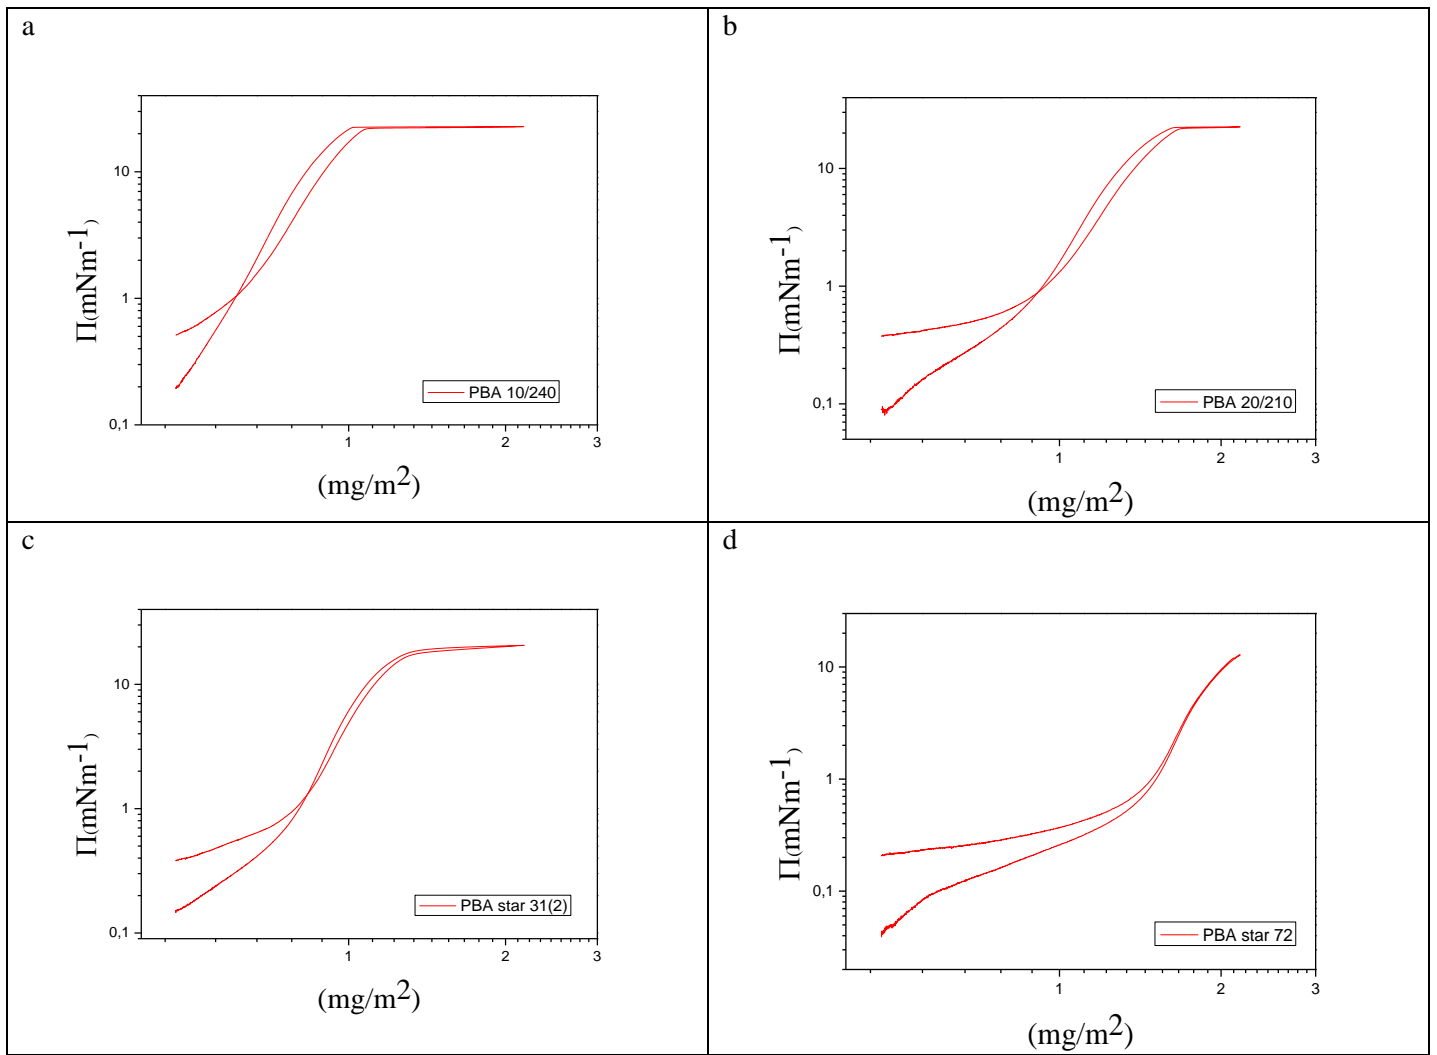 a
10
1
0,1
1
2
3
Π(mNm-1)
PBA 10/240
(mg/m2)
b
10
1
0,1
1
2
3
Π(mNm-1)
PBA 20/210
(mg/m2)
c
10
1
0,1
1
2
3
Π(mNm-1)
PBA star 31(2)
(mg/m2)
d
10
1
0,1
1
2
3
Π(mNm-1)
PBA star 72
(mg/m2)